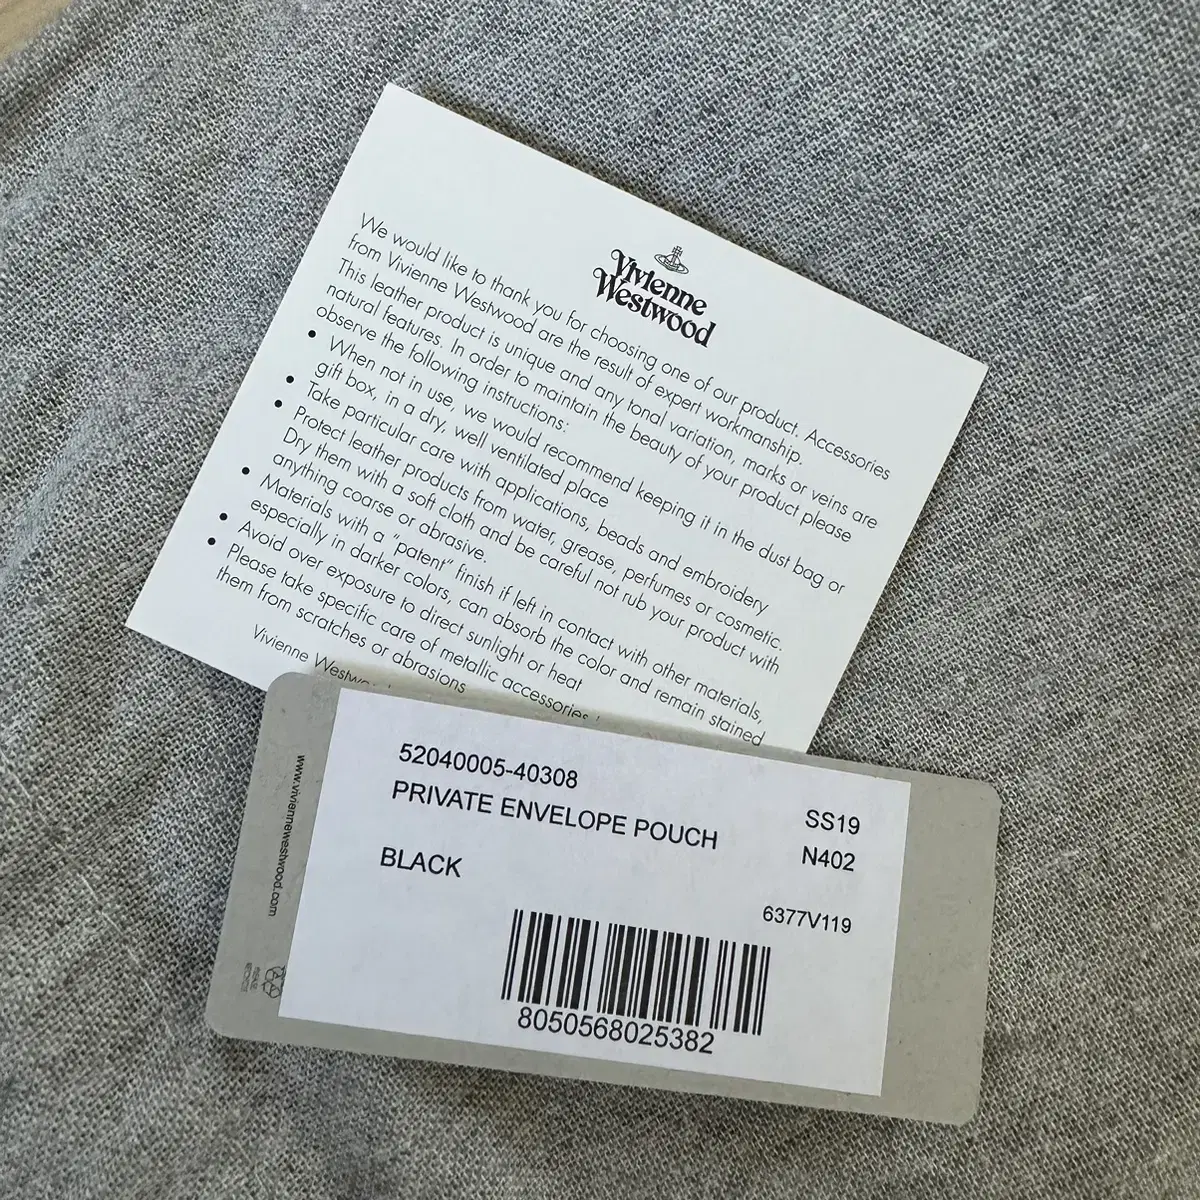 Vivienne
Westwood
We would like to thank you for choosing one of our product. Accessories
from Vivienne Westwood are the result of expert workmanship.
This leather product is unique and any tonal variation, marks or veins are
natural features. In order to maintain the beauty of your product please
observe the following instructions:
• When not in use, we would recommend keeping it in the dust bag or
gift box, in a dry, well ventilated place
• Take particular care with applications, beads and embroidery
• Protect leather products from water, grease, perfumes or cosmetic.
Dry them with a soft cloth and be careful not rub your product with
anything coarse or abrasive.
• Materials with a "patent" finish if left in contact with other materials,
especially in darker colors, can absorb the color and remain stained
• Avoid over exposure to direct sunlight or heat
• Please take specific care of metallic accessories
them from scratches or abrasions
Vivienne
www.viviennewestwood.com
PLEASE
RECYCLE
52040005-40308
PRIVATE ENVELOPE POUCH
BLACK
SS19
N402
6377V119
8050568025382